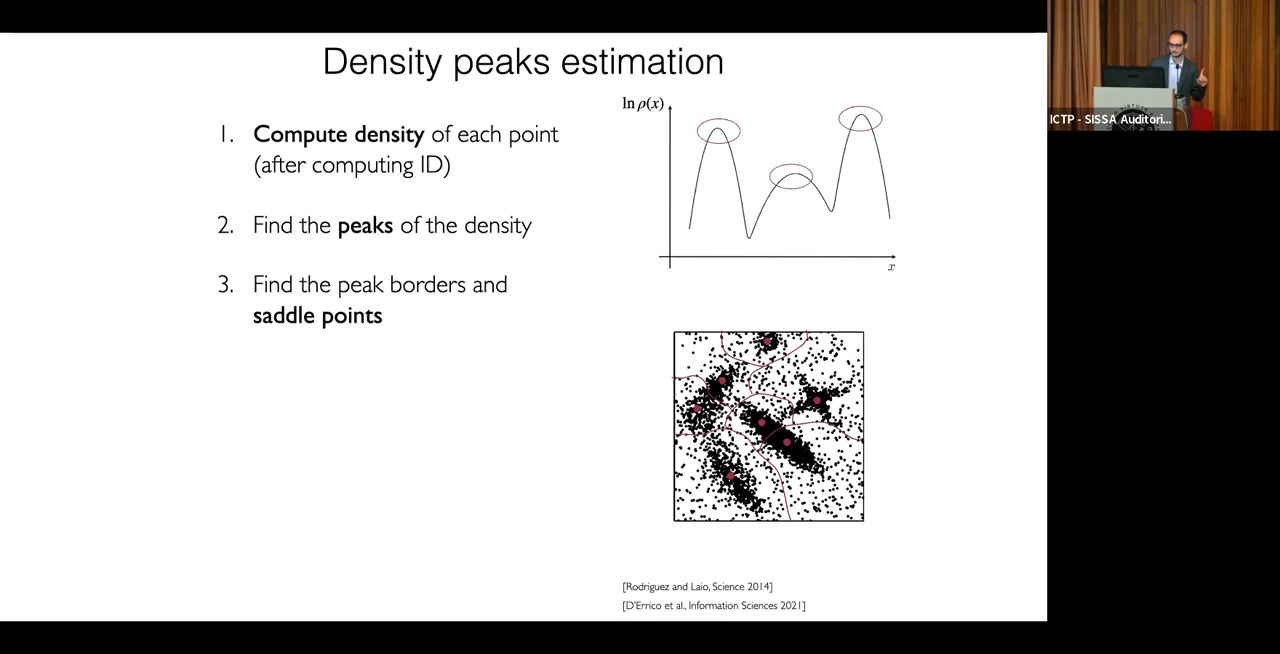 Density peaks estimation
1. Compute density of each point
(after computing ID)
2. Find the peaks of the density
3. Find the peak borders and
saddle points
ln ρ(x)
x
[Rodriguez and Laio, Science 2014]
[D'Errico et al., Information Sciences 2021]
ICTP - SISSA Auditori...